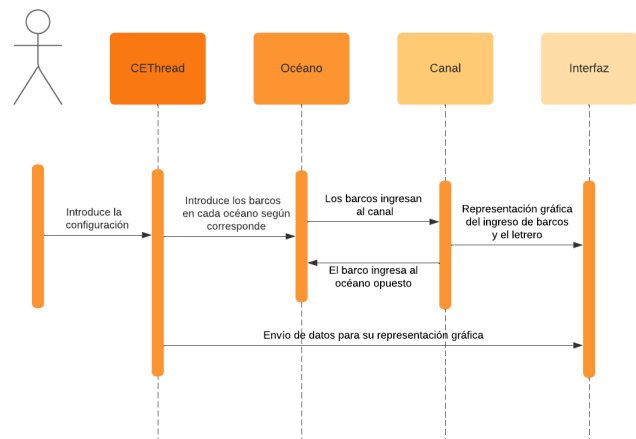 CEThread
Océano
Canal
Interfaz
Introduce la
configuración
Introduce los barcos
en cada océano según
corresponde
Los barcos ingresan
al canal
Representación gráfica
del ingreso de barcos
y el letrero
El barco ingresa al
océano opuesto
Envío de datos para su representación gráfica